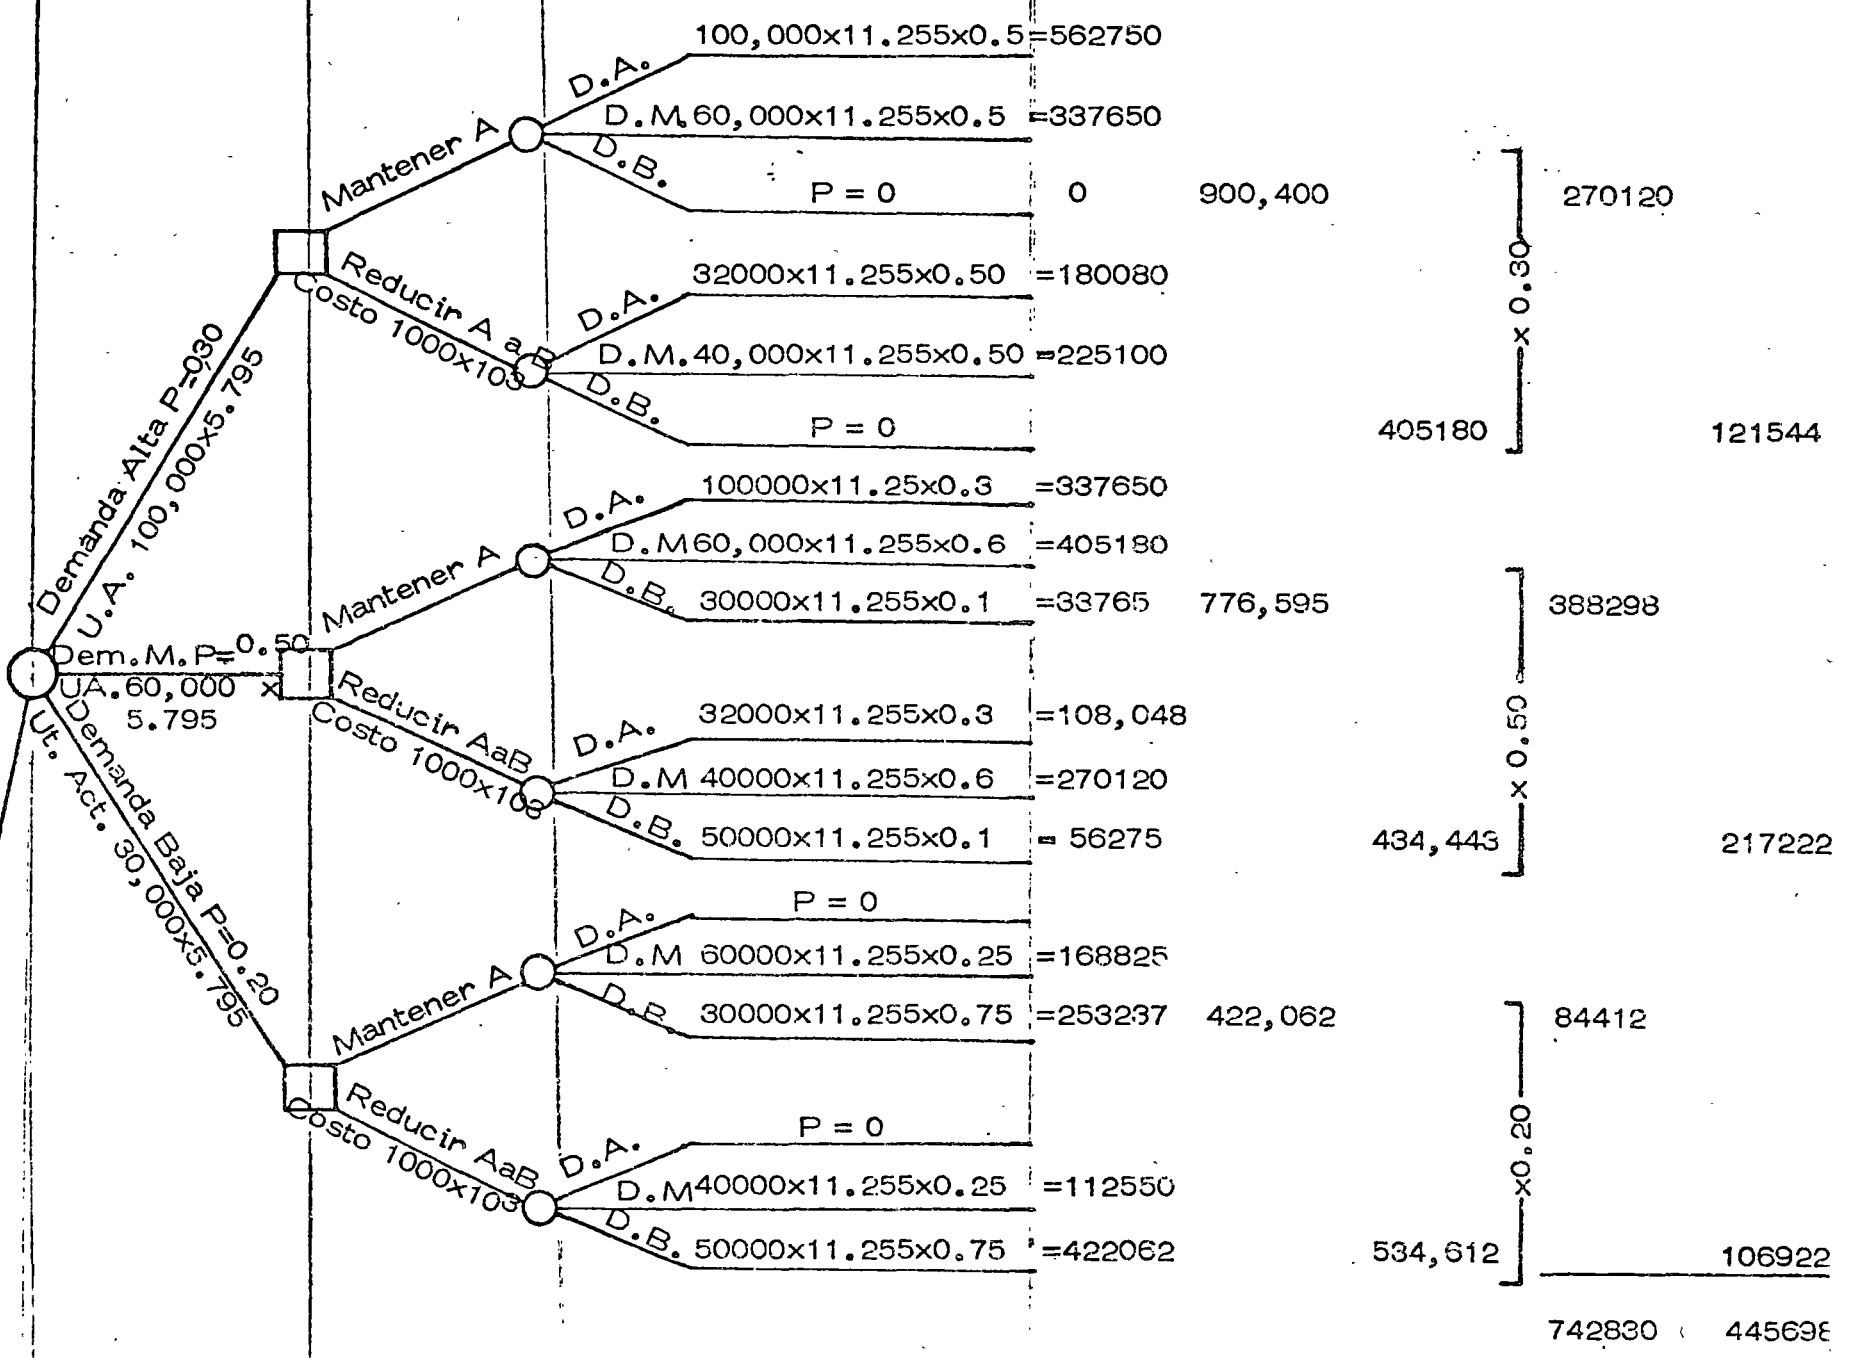 100,000x11.255x0.5 =562750
D.A.
D.M. 60,000x11.255x0.5 =337650
Mantener A
D.B.
P = 0 0 900,400 270120
Reducir A a B
Costo 1000x103
32000x11.255x0.50 =180080
D.A.
x 0.30
D.M. 40,000x11.255x0.50 =225100
D.B.
P = 0 405180 121544
Demanda Alta P=0,30
U.A. 100,000x5.795
100000x11.25x0.3 =337650
D.A.
D.M 60,000x11.255x0.6 =405180
Mantener A
D.B. 30000x11.255x0.1 =33765 776,595 388298
Dem.M.P=0.50
UA.60,000 x
5.795
Reducir AaB
Costo 1000x103
32000x11.255x0.3 =108,048
D.A.
x 0.50
D.M 40000x11.255x0.6 =270120
D.B. 50000x11.255x0.1 = 56275 434,443 217222
Demanda Baja P=0.20
Ut. Act. 30,000x5.795
P = 0
D.A.
D.M 60000x11.255x0.25 =168825
Mantener A
D.B. 30000x11.255x0.75 =253237 422,062 84412
Reducir AaB
Costo 1000x103
P = 0
D.A.
x0.20
D.M 40000x11.255x0.25 =112550
D.B. 50000x11.255x0.75 =422062 534,612 106922
742830 445698